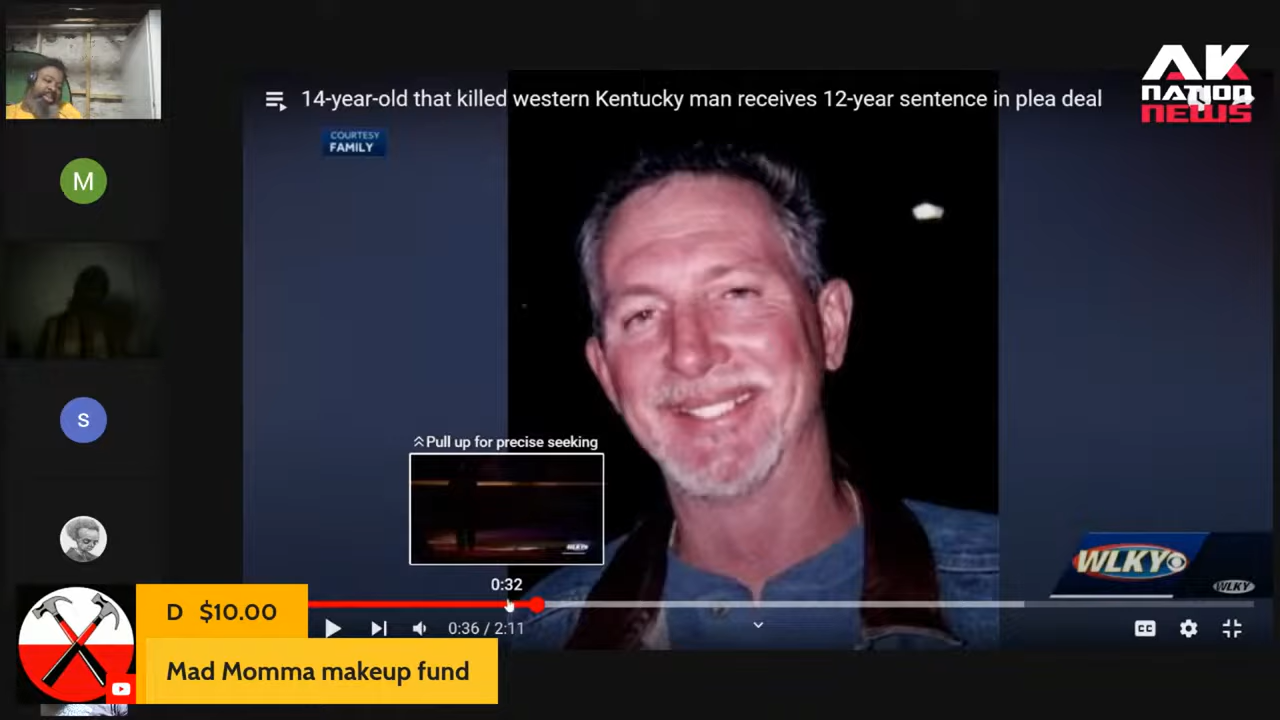 14-year-old that killed western Kentucky man receives 12-year sentence in plea deal
AK
NATION
NEWS
COURTESY
FAMILY
M
S
Pull up for precise seeking
WLKY
0:32
WLKY
WLKY
0:36 / 2:11
CC
D $10.00
Mad Momma makeup fund